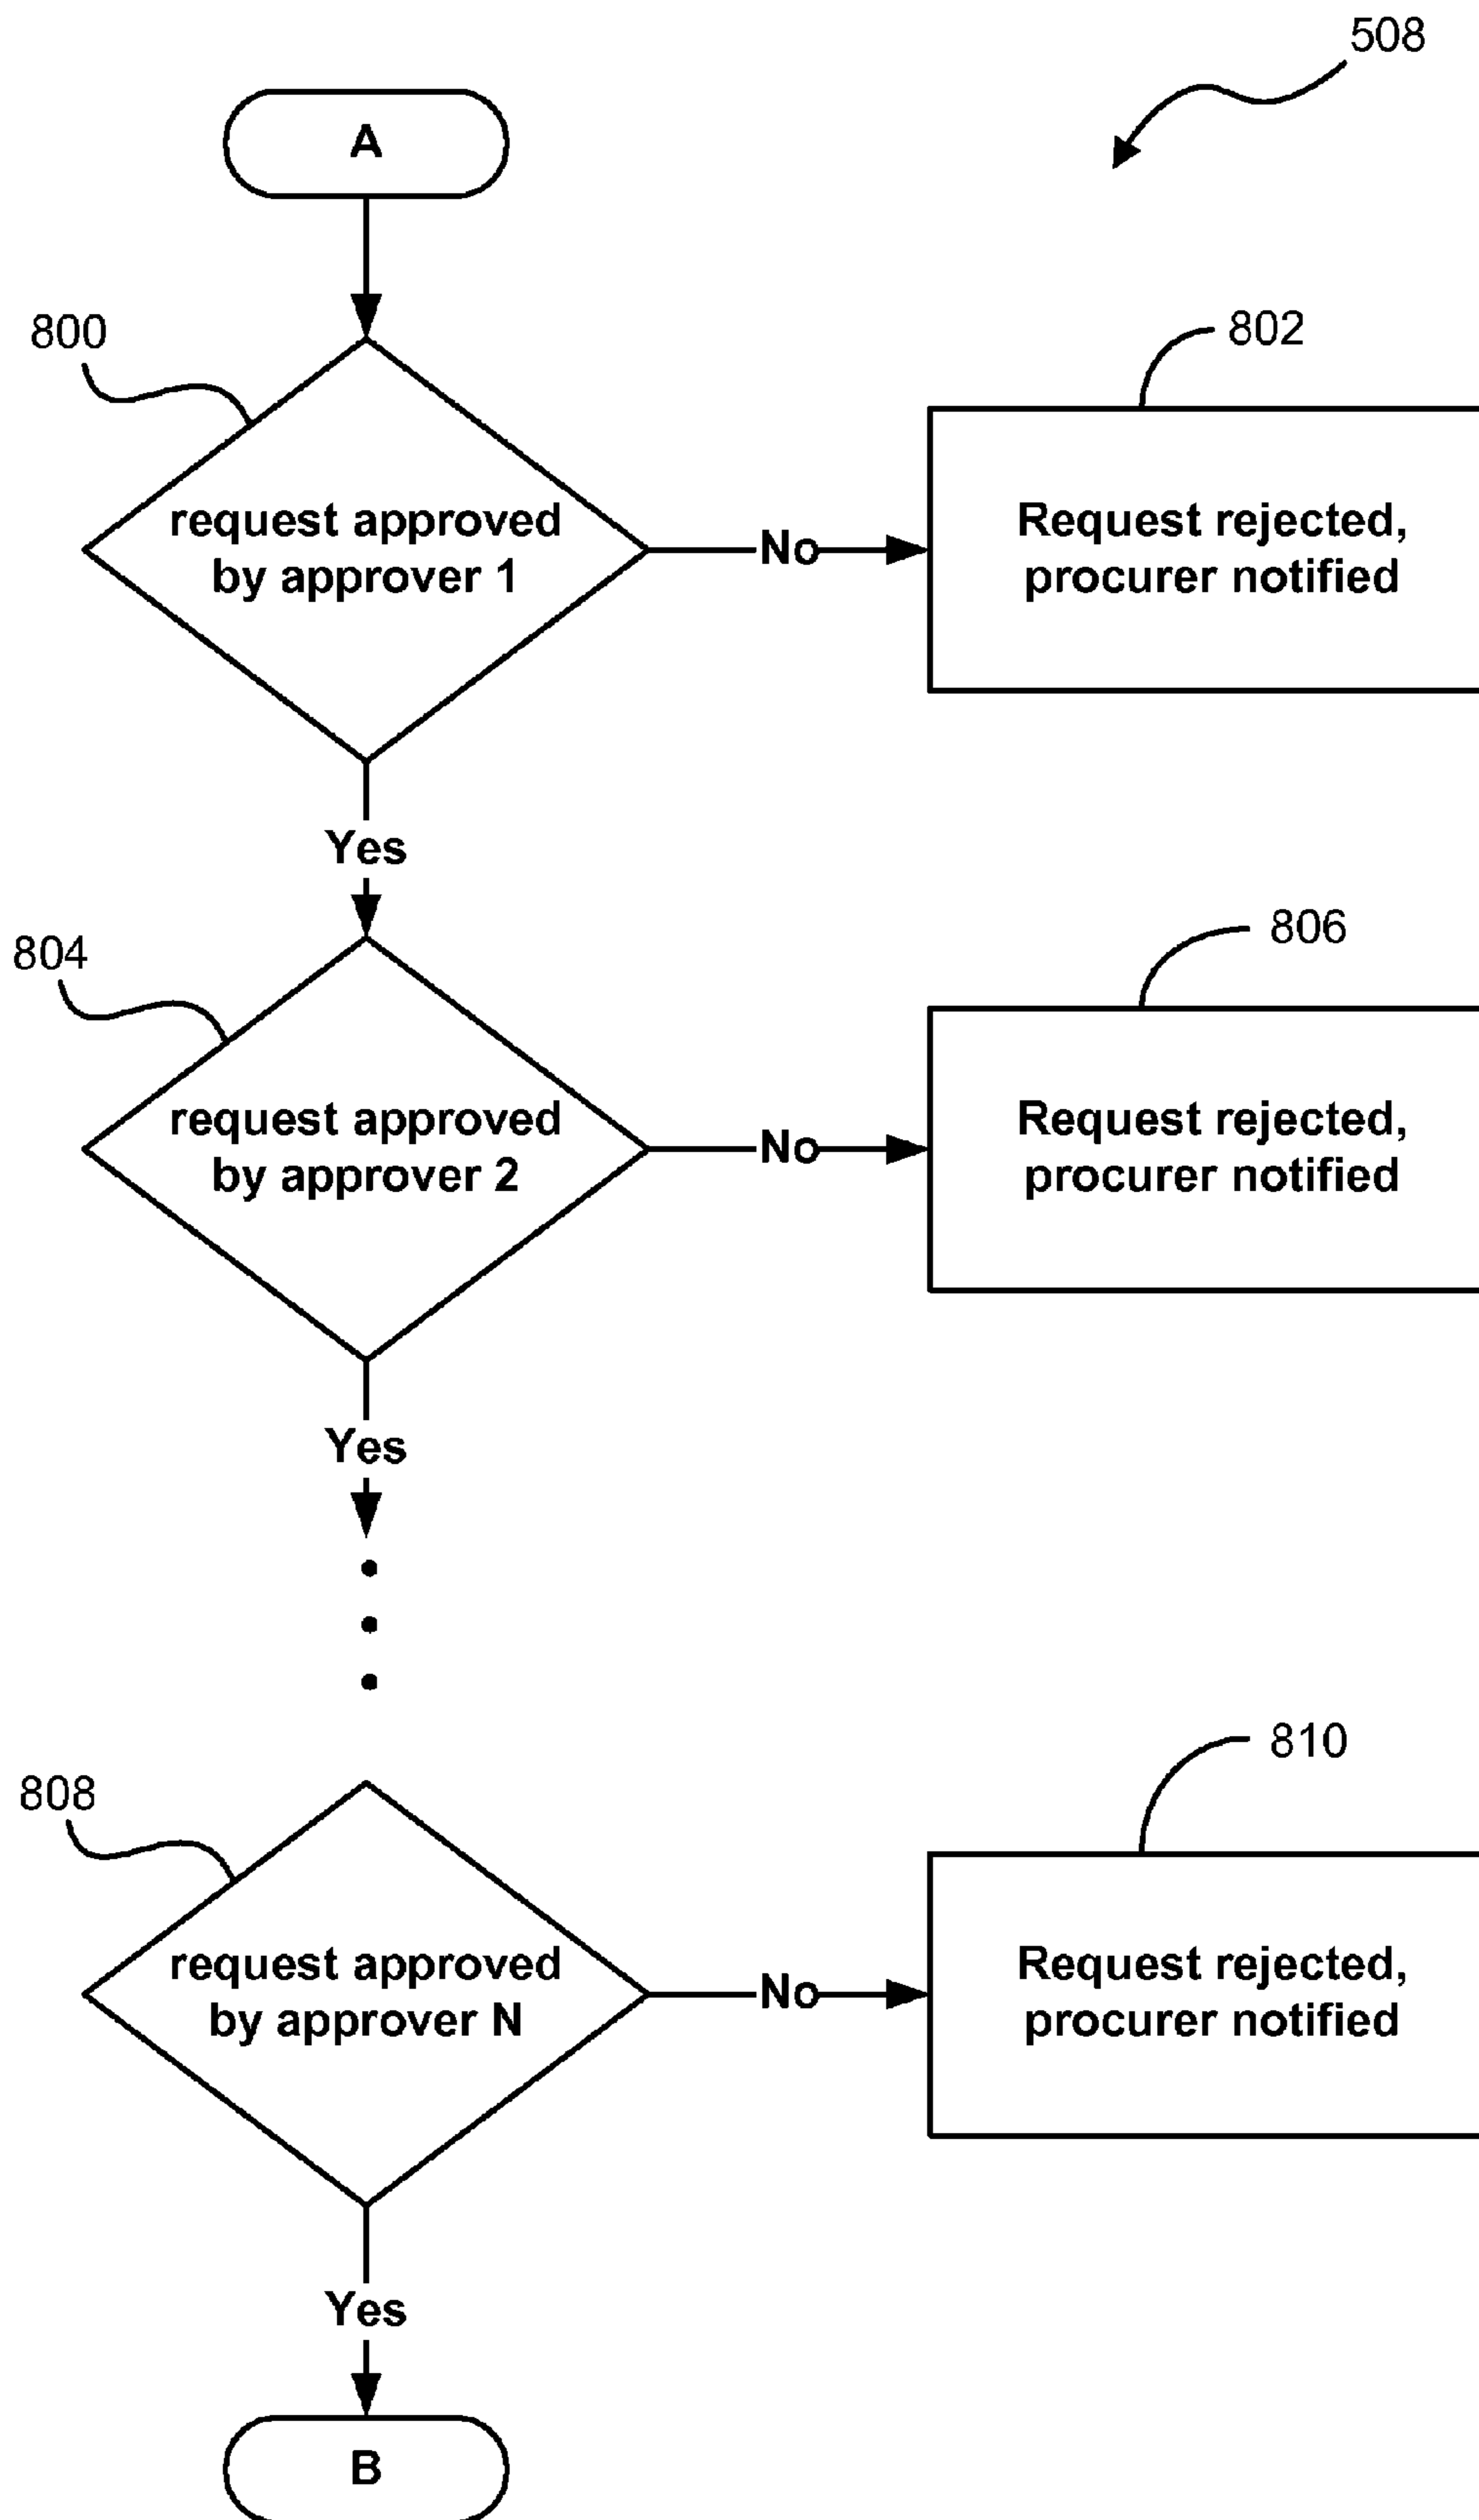 508
A
800
802
request approved
by approver 1
No
Request rejected,
procurer notified
Yes
804
806
request approved
by approver 2
No
Request rejected,
procurer notified
Yes
808
810
request approved
by approver N
No
Request rejected,
procurer notified
Yes
B